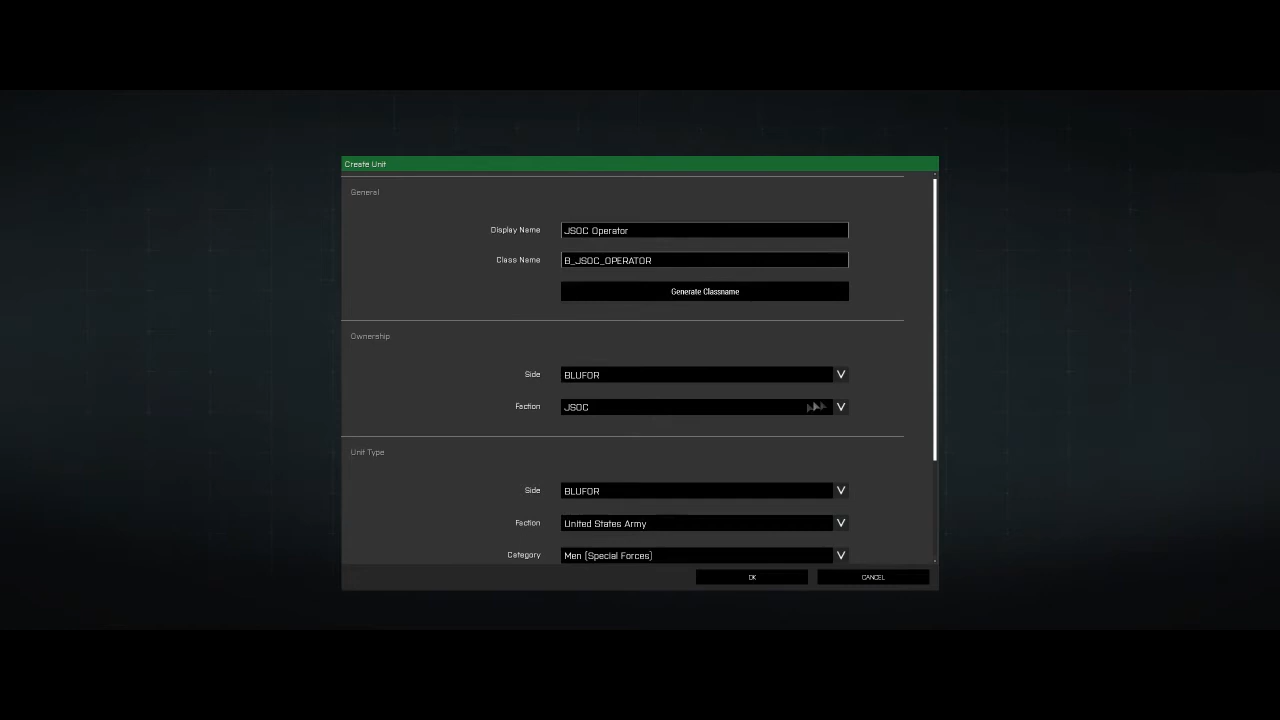 Create Unit
General
Display Name JSOC Operator
Class Name B_JSOC_OPERATOR
Generate Classname
Ownership
Side BLUFOR V
Faction JSOC V
Unit Type
Side BLUFOR V
Faction United States Army V
Category Men (Special Forces) V
OK CANCEL